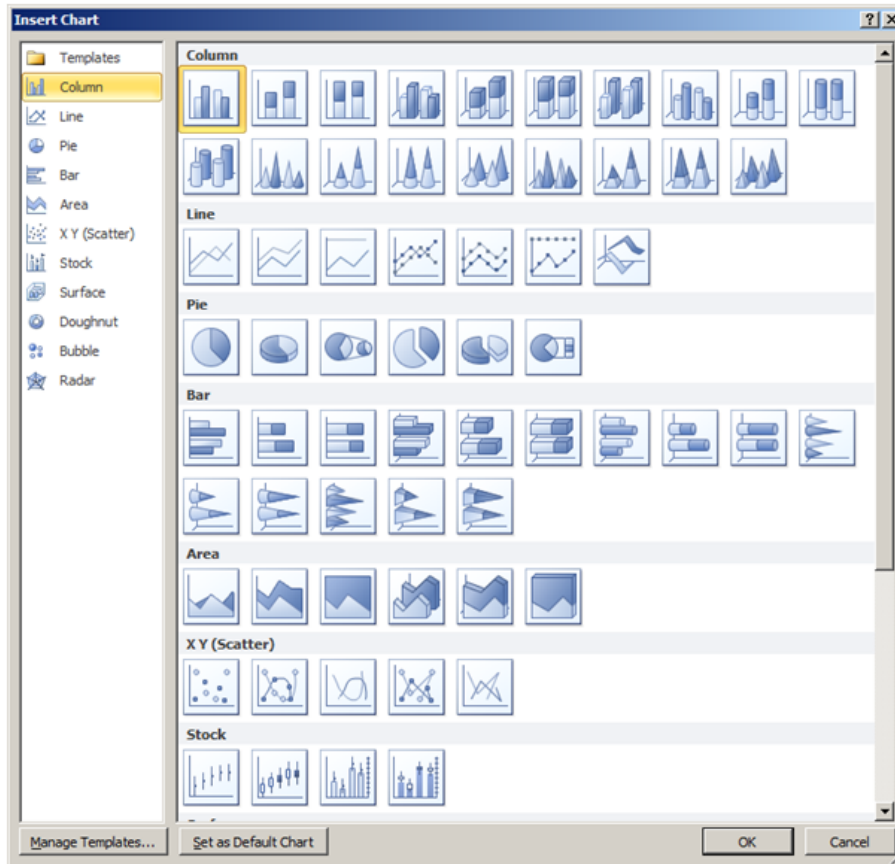 Insert Chart
Templates
Column
Line
Pie
Bar
Area
X Y (Scatter)
Stock
Surface
Doughnut
Bubble
Radar
Column
Line
Pie
Bar
Area
X Y (Scatter)
Stock
Manage Templates...
Set as Default Chart
OK
Cancel